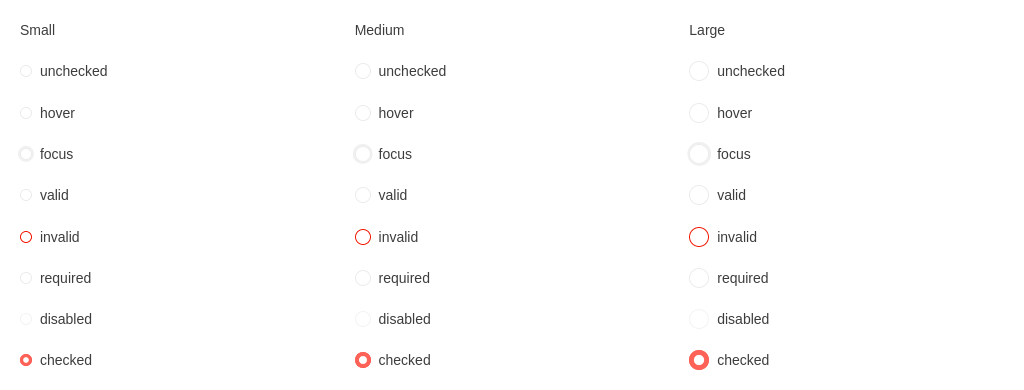 Small
unchecked
hover
focus
valid
invalid
required
disabled
checked
Medium
unchecked
hover
focus
valid
invalid
required
disabled
checked
Large
unchecked
hover
focus
valid
invalid
required
disabled
checked